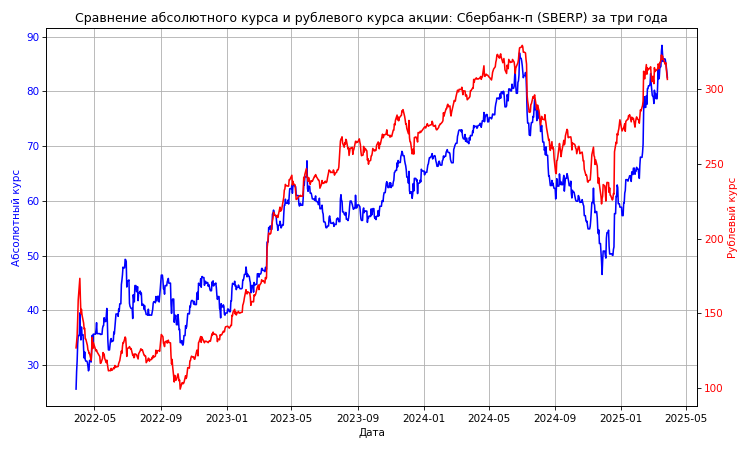 Сравнение абсолютного курса и рублевого курса акции: Сбербанк-п (SBERP) за три года
90
80
70
60
50
40
30
Абсолютный курс
300
250
200
150
100
Рублевый курс
2022-05 2022-09 2023-01 2023-05 2023-09 2024-01 2024-05 2024-09 2025-01 2025-05
Дата